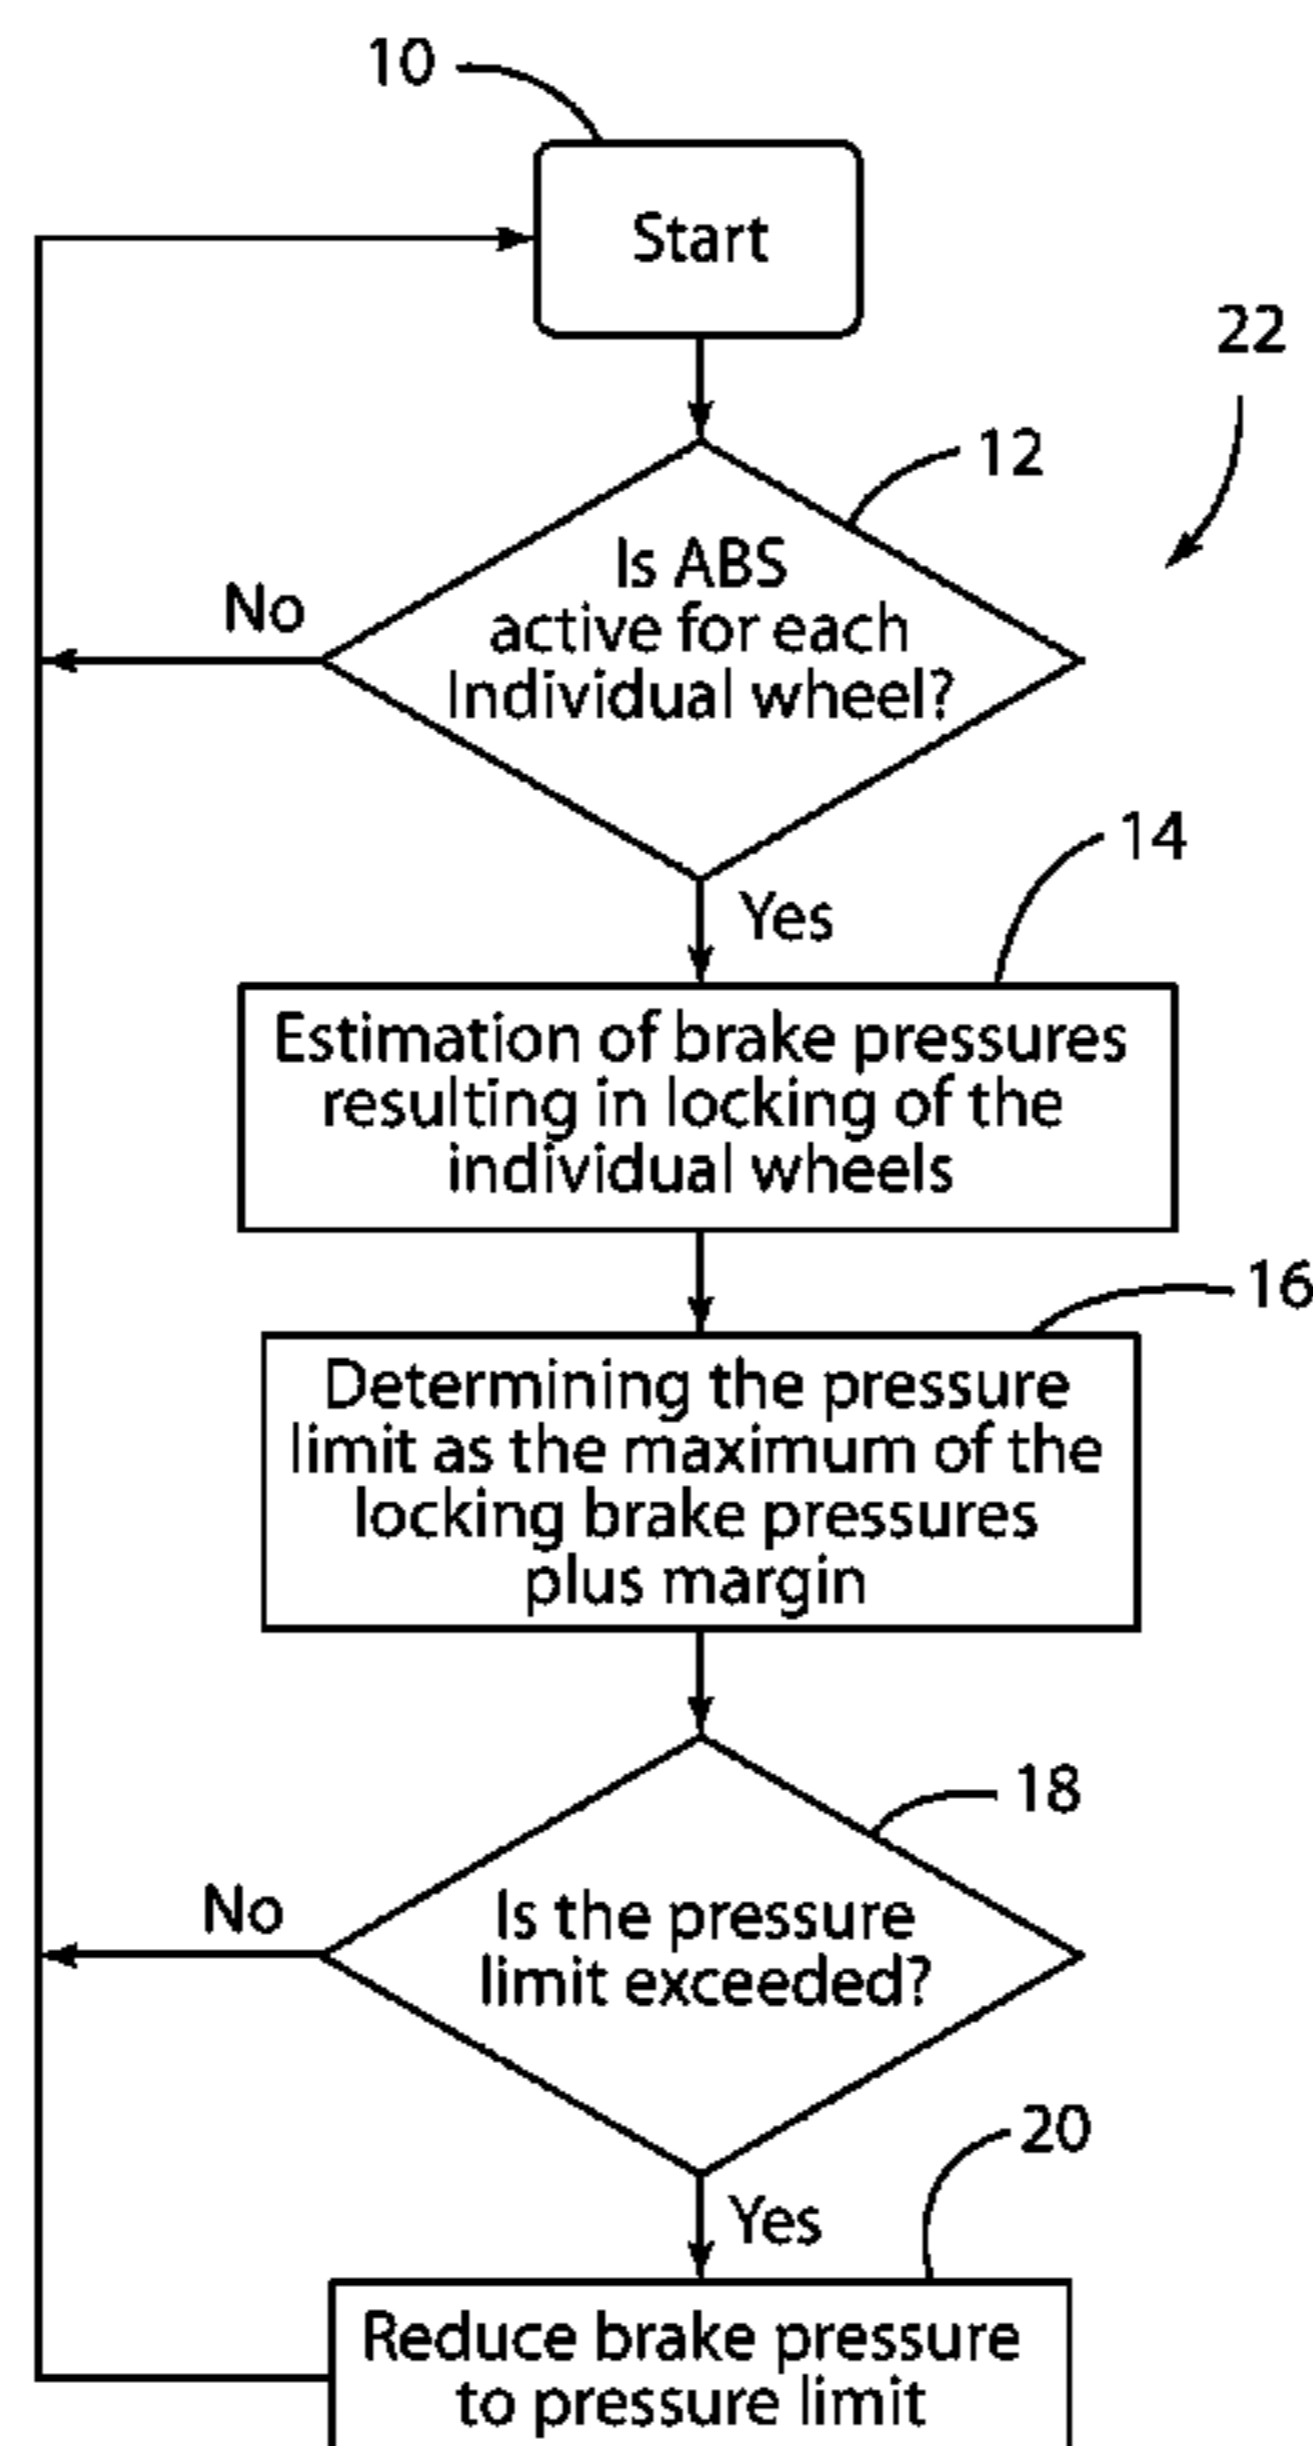 10
Start
22
12
Is ABS
active for each
Individual wheel?
No
Yes
14
Estimation of brake pressures
resulting in locking of the
individual wheels
16
Determining the pressure
limit as the maximum of the
locking brake pressures
plus margin
18
Is the pressure
limit exceeded?
No
Yes
20
Reduce brake pressure
to pressure limit